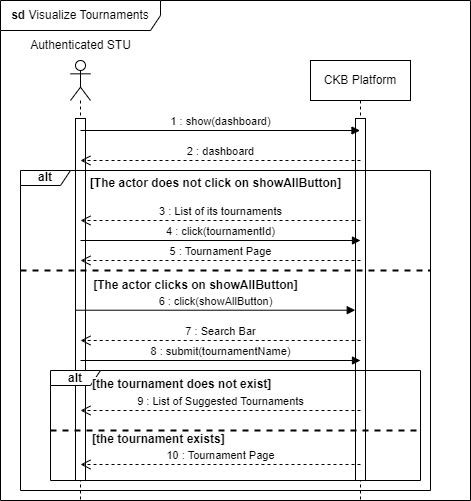 sd Visualize Tournaments
Authenticated STU
CKB Platform
1 : show(dashboard)
2 : dashboard
alt
[The actor does not click on showAllButton]
3 : List of its tournaments
4 : click(tournamentId)
5 : Tournament Page
[The actor clicks on showAllButton]
6 : click(showAllButton)
7 : Search Bar
8 : submit(tournamentName)
alt
[the tournament does not exist]
9 : List of Suggested Tournaments
[the tournament exists]
10 : Tournament Page